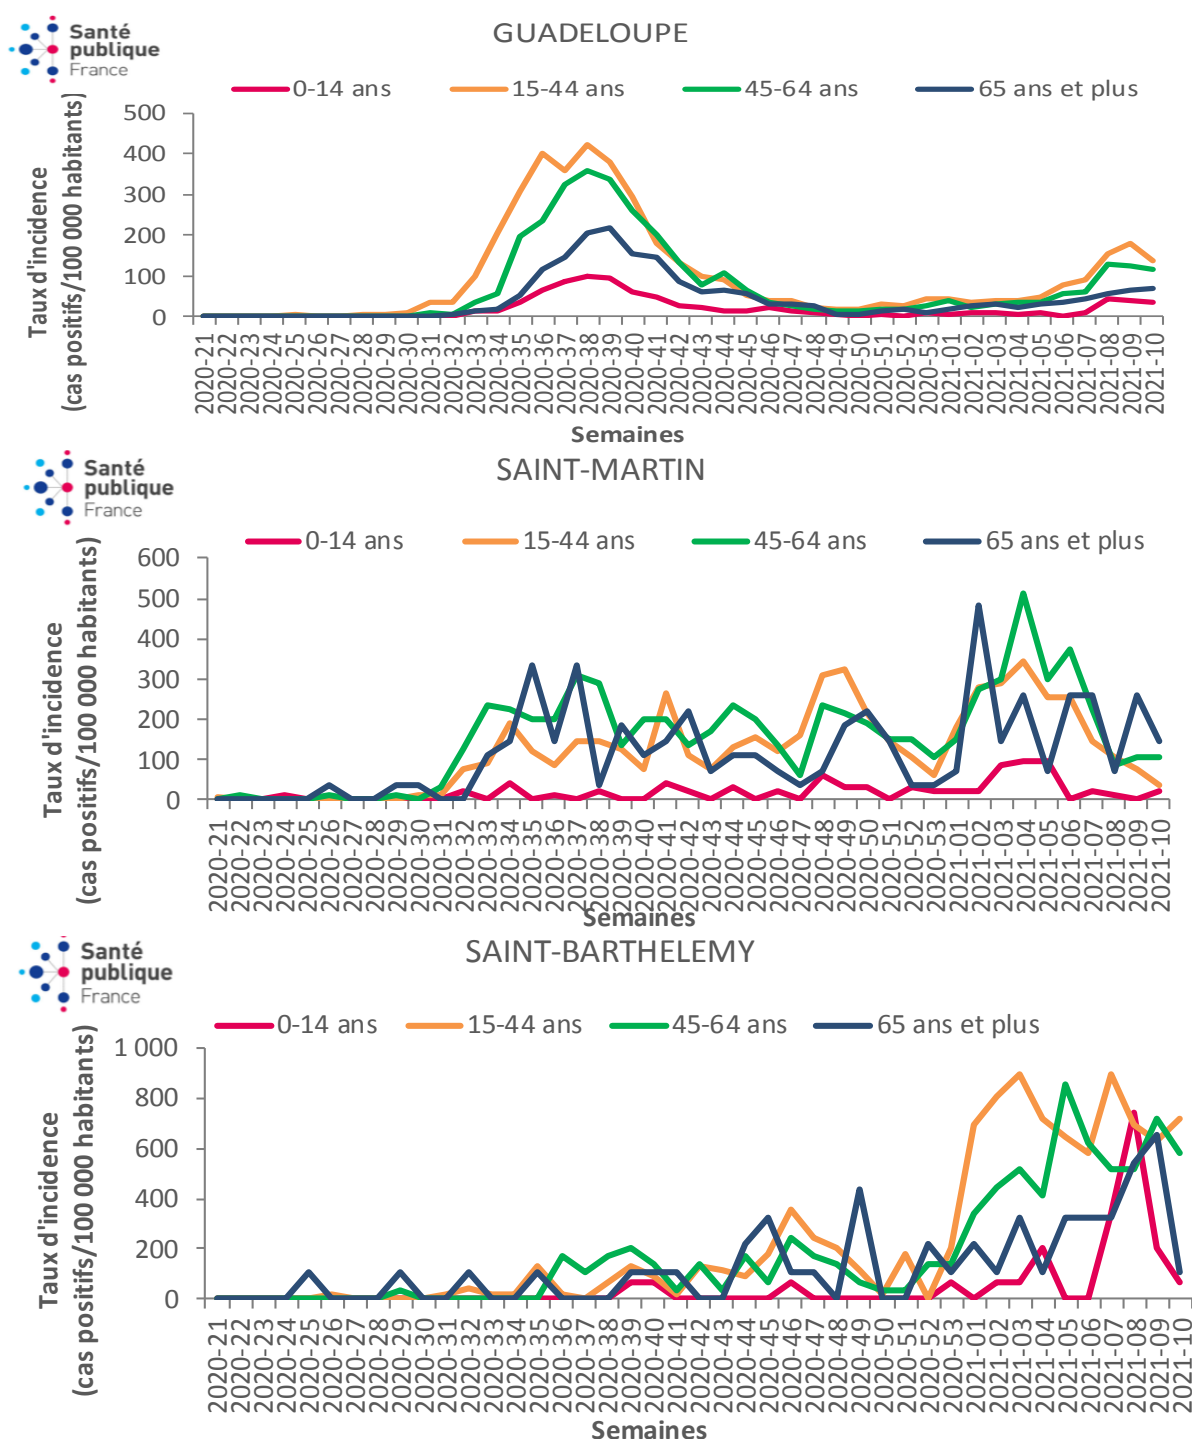 Santé
publique
France
GUADELOUPE
0-14 ans 15-44 ans 45-64 ans 65 ans et plus
Taux d'incidence
(cas positifs/100 000 habitants)
500
400
300
200
100
0
2020-21 2020-22 2020-23 2020-24 2020-25 2020-26 2020-27 2020-28 2020-29 2020-30 2020-31 2020-32 2020-33 2020-34 2020-35 2020-36 2020-37 2020-38 2020-39 2020-40 2020-41 2020-42 2020-43 2020-44 2020-45 2020-46 2020-47 2020-48 2020-49 2020-50 2020-51 2020-52 2020-53 2021-01 2021-02 2021-03 2021-04 2021-05 2021-06 2021-07 2021-08 2021-09 2021-10
Semaines
Santé
publique
France
SAINT-MARTIN
0-14 ans 15-44 ans 45-64 ans 65 ans et plus
Taux d'incidence
(cas positifs/100 000 habitants)
600
500
400
300
200
100
0
2020-21 2020-22 2020-23 2020-24 2020-25 2020-26 2020-27 2020-28 2020-29 2020-30 2020-31 2020-32 2020-33 2020-34 2020-35 2020-36 2020-37 2020-38 2020-39 2020-40 2020-41 2020-42 2020-43 2020-44 2020-45 2020-46 2020-47 2020-48 2020-49 2020-50 2020-51 2020-52 2020-53 2021-01 2021-02 2021-03 2021-04 2021-05 2021-06 2021-07 2021-08 2021-09 2021-10
Semaines
Santé
publique
France
SAINT-BARTHELEMY
0-14 ans 15-44 ans 45-64 ans 65 ans et plus
Taux d'incidence
(cas positifs/100 000 habitants)
1 000
800
600
400
200
0
2020-21 2020-22 2020-23 2020-24 2020-25 2020-26 2020-27 2020-28 2020-29 2020-30 2020-31 2020-32 2020-33 2020-34 2020-35 2020-36 2020-37 2020-38 2020-39 2020-40 2020-41 2020-42 2020-43 2020-44 2020-45 2020-46 2020-47 2020-48 2020-49 2020-50 2020-51 2020-52 2020-53 2021-01 2021-02 2021-03 2021-04 2021-05 2021-06 2021-07 2021-08 2021-09 2021-10
Semaines